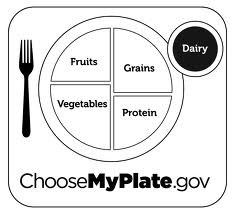 Dairy
Fruits
Grains
Vegetables
Protein
ChooseMyPlate.gov